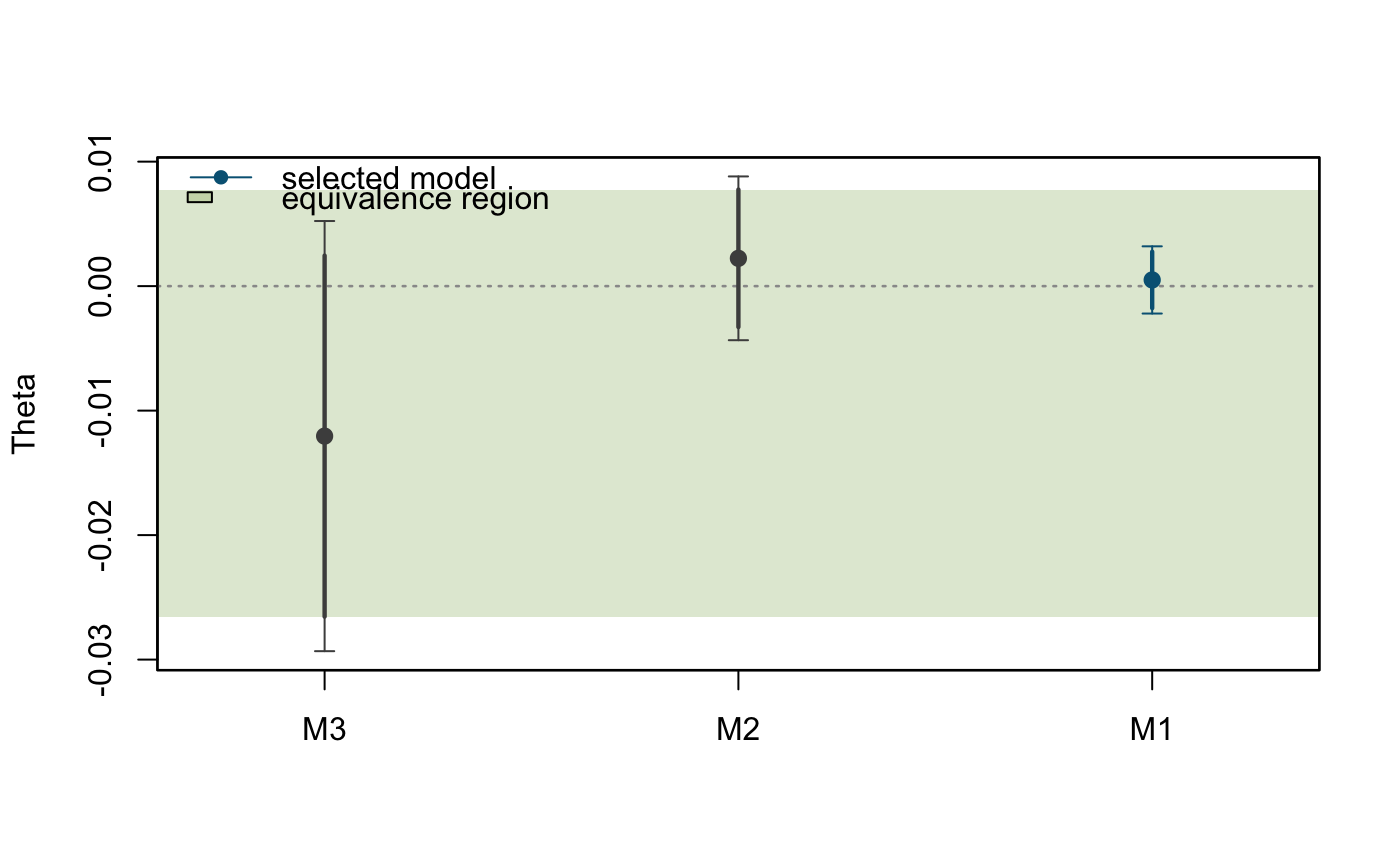 selected model
equivalence region
Theta
0.01
0.00
-0.01
-0.02
-0.03
M3 M2 M1